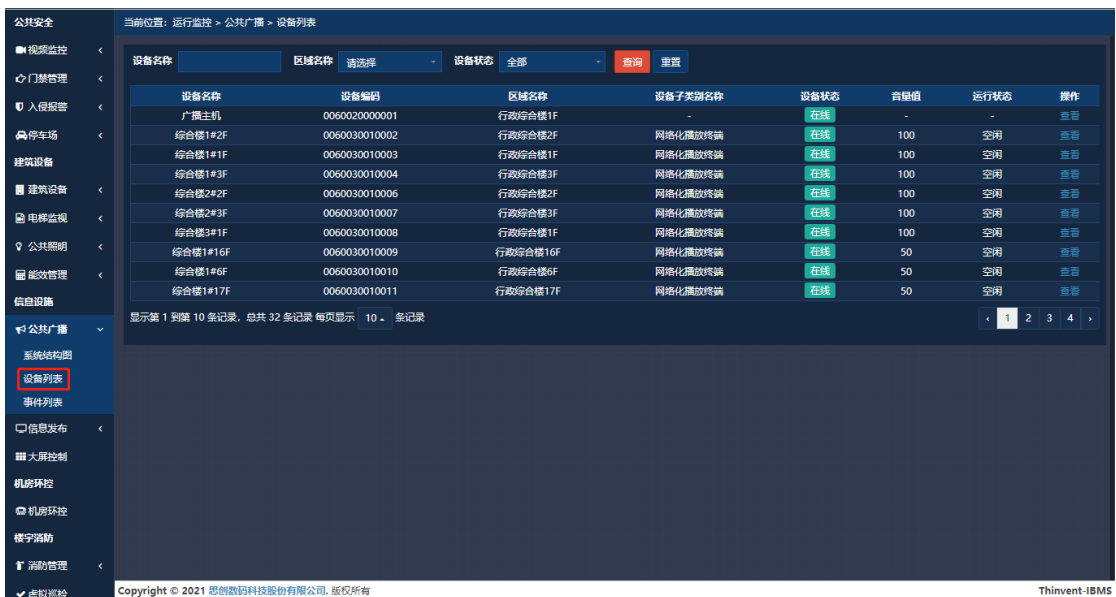 公共安全
视频监控
门禁管理
入侵报警
停车场
建筑设备
建筑设备
电梯监视
公共照明
能效管理
信息设施
公共广播
系统结构图
设备列表
事件列表
信息发布
大屏控制
机房环控
机房环控
楼宇消防
消防管理
虚拟巡检
当前位置: 运行监控 > 公共广播 > 设备列表
设备名称 区域名称 请选择 设备状态 全部 查询 重置
设备名称 设备编码 区域名称 设备子类别名称 设备状态 音量值 运行状态 操作
广播主机 0060020000001 行政综合楼1F - 在线 - - 查看
综合楼1#2F 0060030010002 行政综合楼2F 网络化播放终端 在线 100 空闲 查看
综合楼1#1F 0060030010003 行政综合楼1F 网络化播放终端 在线 100 空闲 查看
综合楼1#3F 0060030010004 行政综合楼3F 网络化播放终端 在线 100 空闲 查看
综合楼2#2F 0060030010006 行政综合楼2F 网络化播放终端 在线 100 空闲 查看
综合楼2#3F 0060030010007 行政综合楼3F 网络化播放终端 在线 100 空闲 查看
综合楼3#1F 0060030010008 行政综合楼1F 网络化播放终端 在线 100 空闲 查看
综合楼1#16F 0060030010009 行政综合楼16F 网络化播放终端 在线 50 空闲 查看
综合楼1#6F 0060030010010 行政综合楼6F 网络化播放终端 在线 50 空闲 查看
综合楼1#17F 0060030010011 行政综合楼17F 网络化播放终端 在线 50 空闲 查看
显示第 1 到第 10 条记录，总共 32 条记录 每页显示 10 条记录 ‹ 1 2 3 4 ›
Copyright © 2021 思创数码科技股份有限公司. 版权所有 Thinvent-IBMS